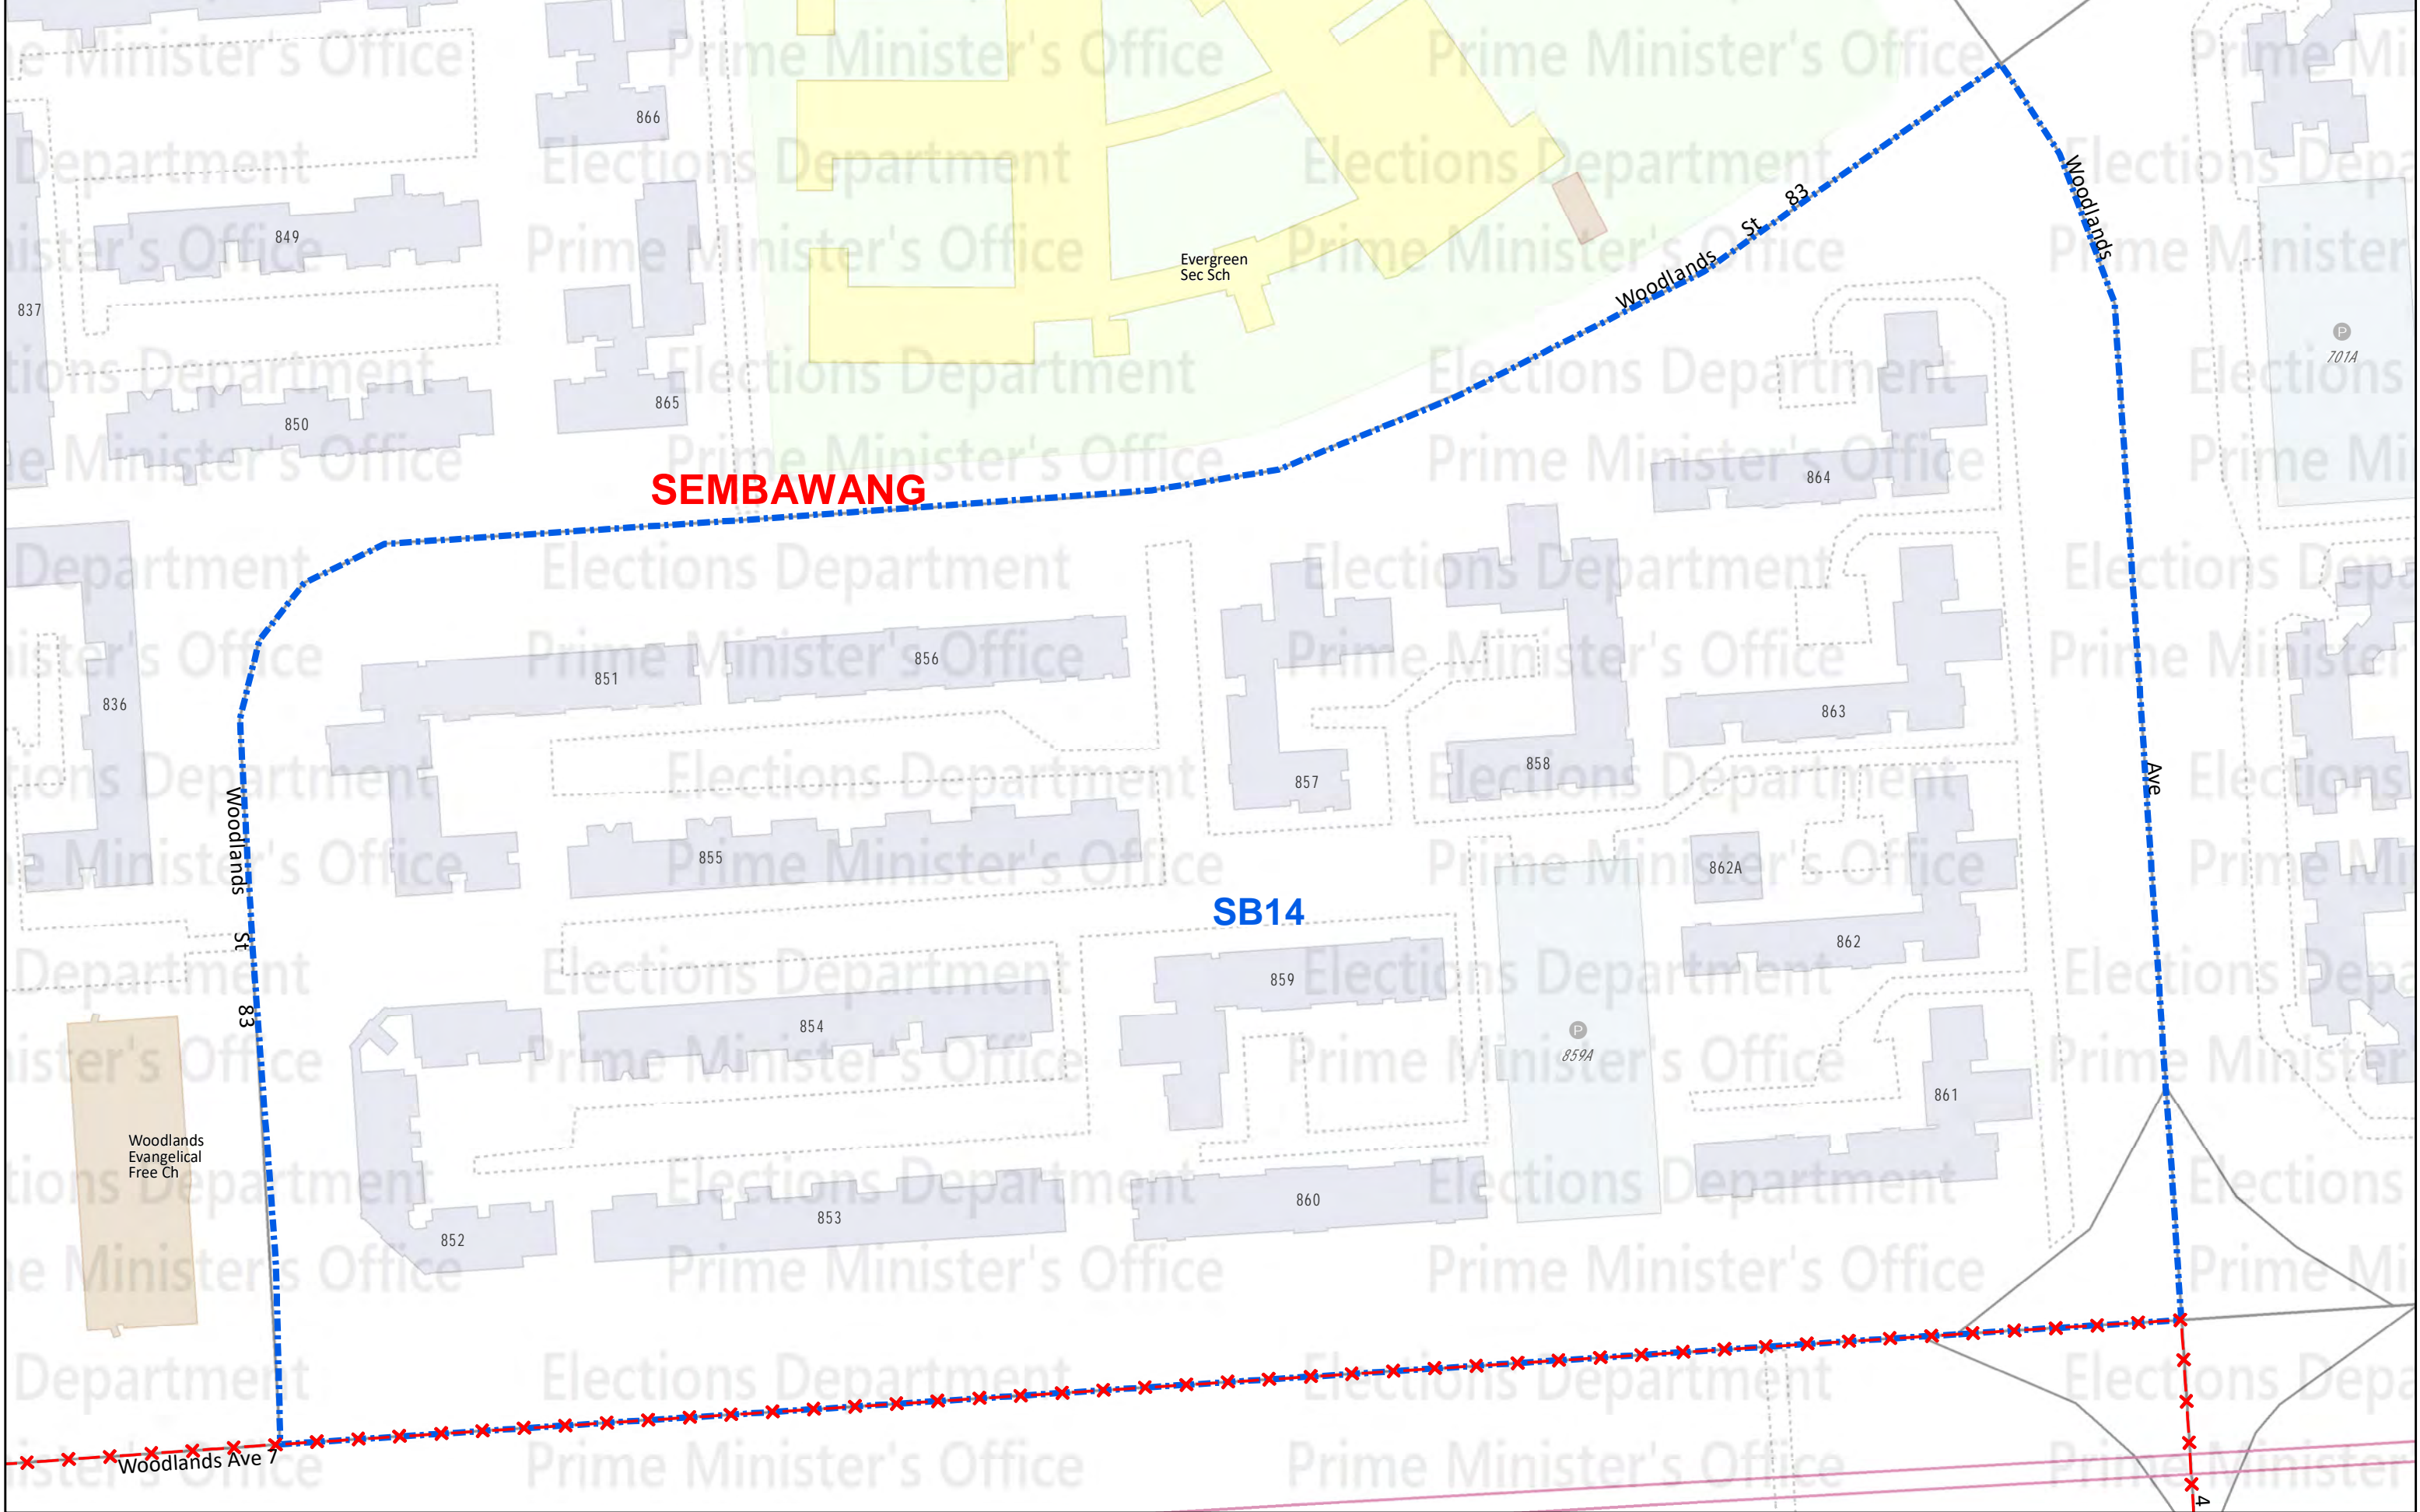 Prime Minister's Office
Elections Department
866
849
837
850
865
Evergreen
Sec Sch
Woodlands St 83
Woodlands Ave 4
701A
864
SEMBAWANG
836
851
856
857
858
863
855
862A
862
SB14
Woodlands St 83
854
859
859A
861
Woodlands
Evangelical
Free Ch
852
853
860
Woodlands Ave 7